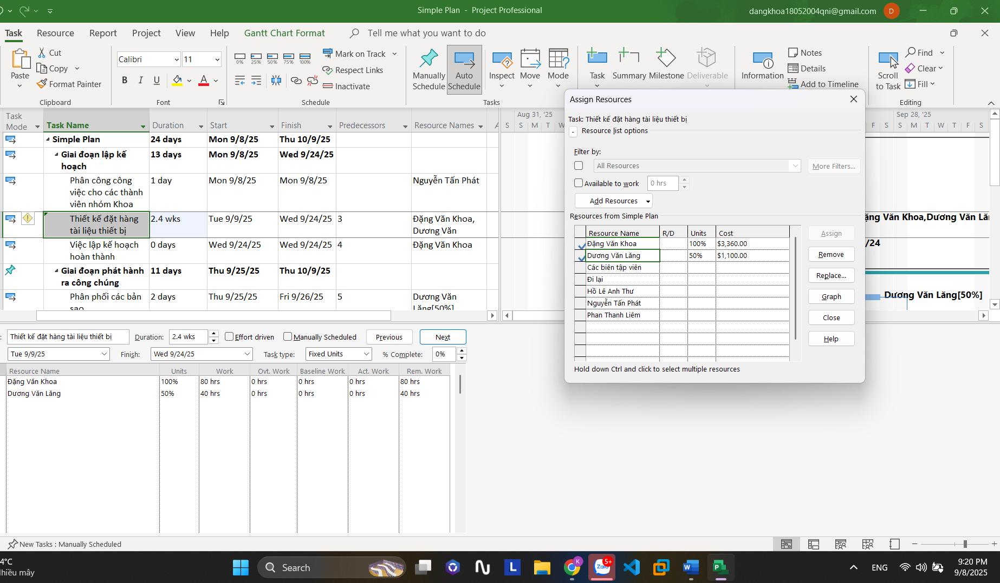 Simple Plan - Project Professional
dangkhoa18052004qni@gmail.com
D
Task
Resource
Report
Project
View
Help
Gantt Chart Format
Tell me what you want to do
Paste
Cut
Copy
Format Painter
Clipboard
Calibri
11
B I U A
Font
0% 25% 50% 75% 100%
Mark on Track
Respect Links
Inactivate
Schedule
Manually
Schedule
Auto
Schedule
Inspect
Move
Mode
Tasks
Task
Summary
Milestone
Deliverable
Information
Notes
Details
Add to Timeline
Scroll
to Task
Find
Clear
Fill
Editing
Task
Mode
Task Name
Duration
Start
Finish
Predecessors
Resource Names
Simple Plan
24 days
Mon 9/8/25
Thu 10/9/25
Giai đoạn lập kế
hoạch
13 days
Mon 9/8/25
Wed 9/24/25
Phân công công
việc cho các thành
viên nhóm Khoa
1 day
Mon 9/8/25
Mon 9/8/25
Nguyễn Tấn Phát
Thiết kế đặt hàng
tài liệu thiết bị
2.4 wks
Tue 9/9/25
Wed 9/24/25
3
Đặng Văn Khoa,
Dương Văn
Việc lập kế hoạch
hoàn thành
0 days
Wed 9/24/25
Wed 9/24/25
4
Đặng Văn Khoa
Giai đoạn phát hành
ra công chúng
11 days
Thu 9/25/25
Thu 10/9/25
Phân phối các bản
sao
2 days
Thu 9/25/25
Fri 9/26/25
5
Dương Văn
Lăng[50%]
Aug 31, '25
S S M T W
Sep 28, '25
F S S M T W T F S
ặng Văn Khoa,Dương Văn Lă
/24
Dương Văn Lăng[50%]
Assign Resources
Task: Thiết kế đặt hàng tài liệu thiết bị
- Resource list options
Filter by:
All Resources
More Filters...
Available to work
0 hrs
Add Resources
Resources from Simple Plan
Resource Name R/D Units Cost
Đặng Văn Khoa 100% $3,360.00
Dương Văn Lăng 50% $1,100.00
Các biên tập viên
Đi lại
Hồ Lê Anh Thư
Nguyễn Tấn Phát
Phan Thanh Liêm
Assign
Remove
Replace...
Graph
Close
Help
Hold down Ctrl and click to select multiple resources
: Thiết kế đặt hàng tài liệu thiết bị
Duration: 2.4 wks
Effort driven
Manually Scheduled
Previous
Next
Tue 9/9/25
Finish: Wed 9/24/25
Task type: Fixed Units
% Complete: 0%
Resource Name Units Work Ovt. Work Baseline Work Act. Work Rem. Work
Đặng Văn Khoa 100% 80 hrs 0 hrs 0 hrs 0 hrs 80 hrs
Dương Văn Lăng 50% 40 hrs 0 hrs 0 hrs 0 hrs 40 hrs
New Tasks : Manually Scheduled
4°C
hiều mây
Search
L
K
Zalo
5+
W
P
ENG
9:20 PM
9/8/2025